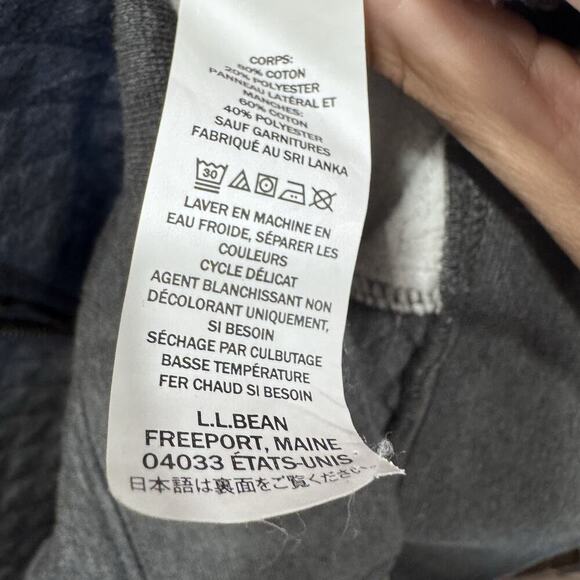 CORPS:
80% COTON
20% POLYESTER
PANNEAU LATÉRAL ET
MANCHES:
60% COTON
40% POLYESTER
SAUF GARNITURES
FABRIQUÉ AU SRI LANKA
30
LAVER EN MACHINE EN
EAU FROIDE, SÉPARER LES
COULEURS
CYCLE DÉLICAT
AGENT BLANCHISSANT NON
DÉCOLORANT UNIQUEMENT,
SI BESOIN
SÉCHAGE PAR CULBUTAGE
BASSE TEMPÉRATURE
FER CHAUD SI BESOIN
L.L.BEAN
FREEPORT, MAINE
04033 ÉTATS-UNIS
日本語は裏面をご覧ください